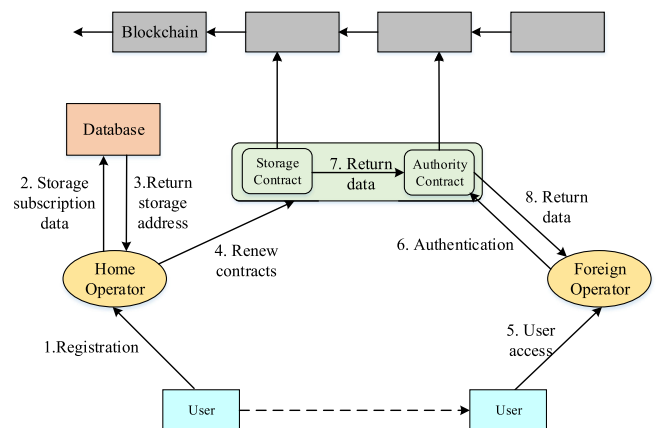 Blockchain
Database
Storage
Contract
7. Return
data
Authority
Contract
2. Storage
subscription
data
3.Return
storage
address
8. Return
data
4. Renew
contracts
6. Authentication
Home
Operator
Foreign
Operator
1.Registration
5. User
access
User
User